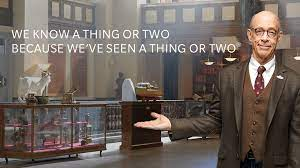 WE KNOW A THING OR TWO
BECAUSE WE'VE SEEN A THING OR TWO